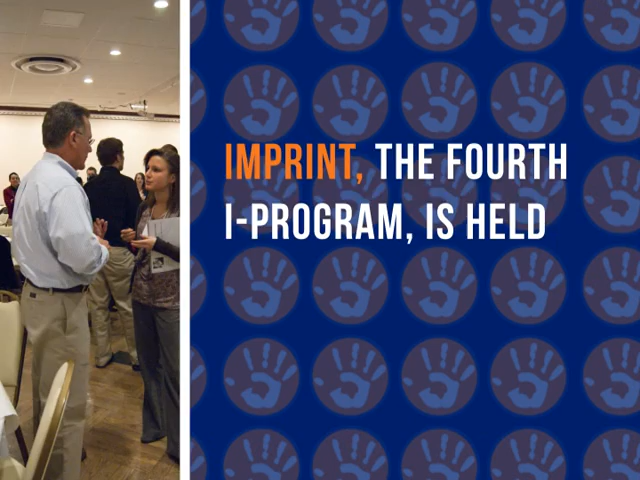 IMPRINT, THE FOURTH
I-PROGRAM, IS HELD